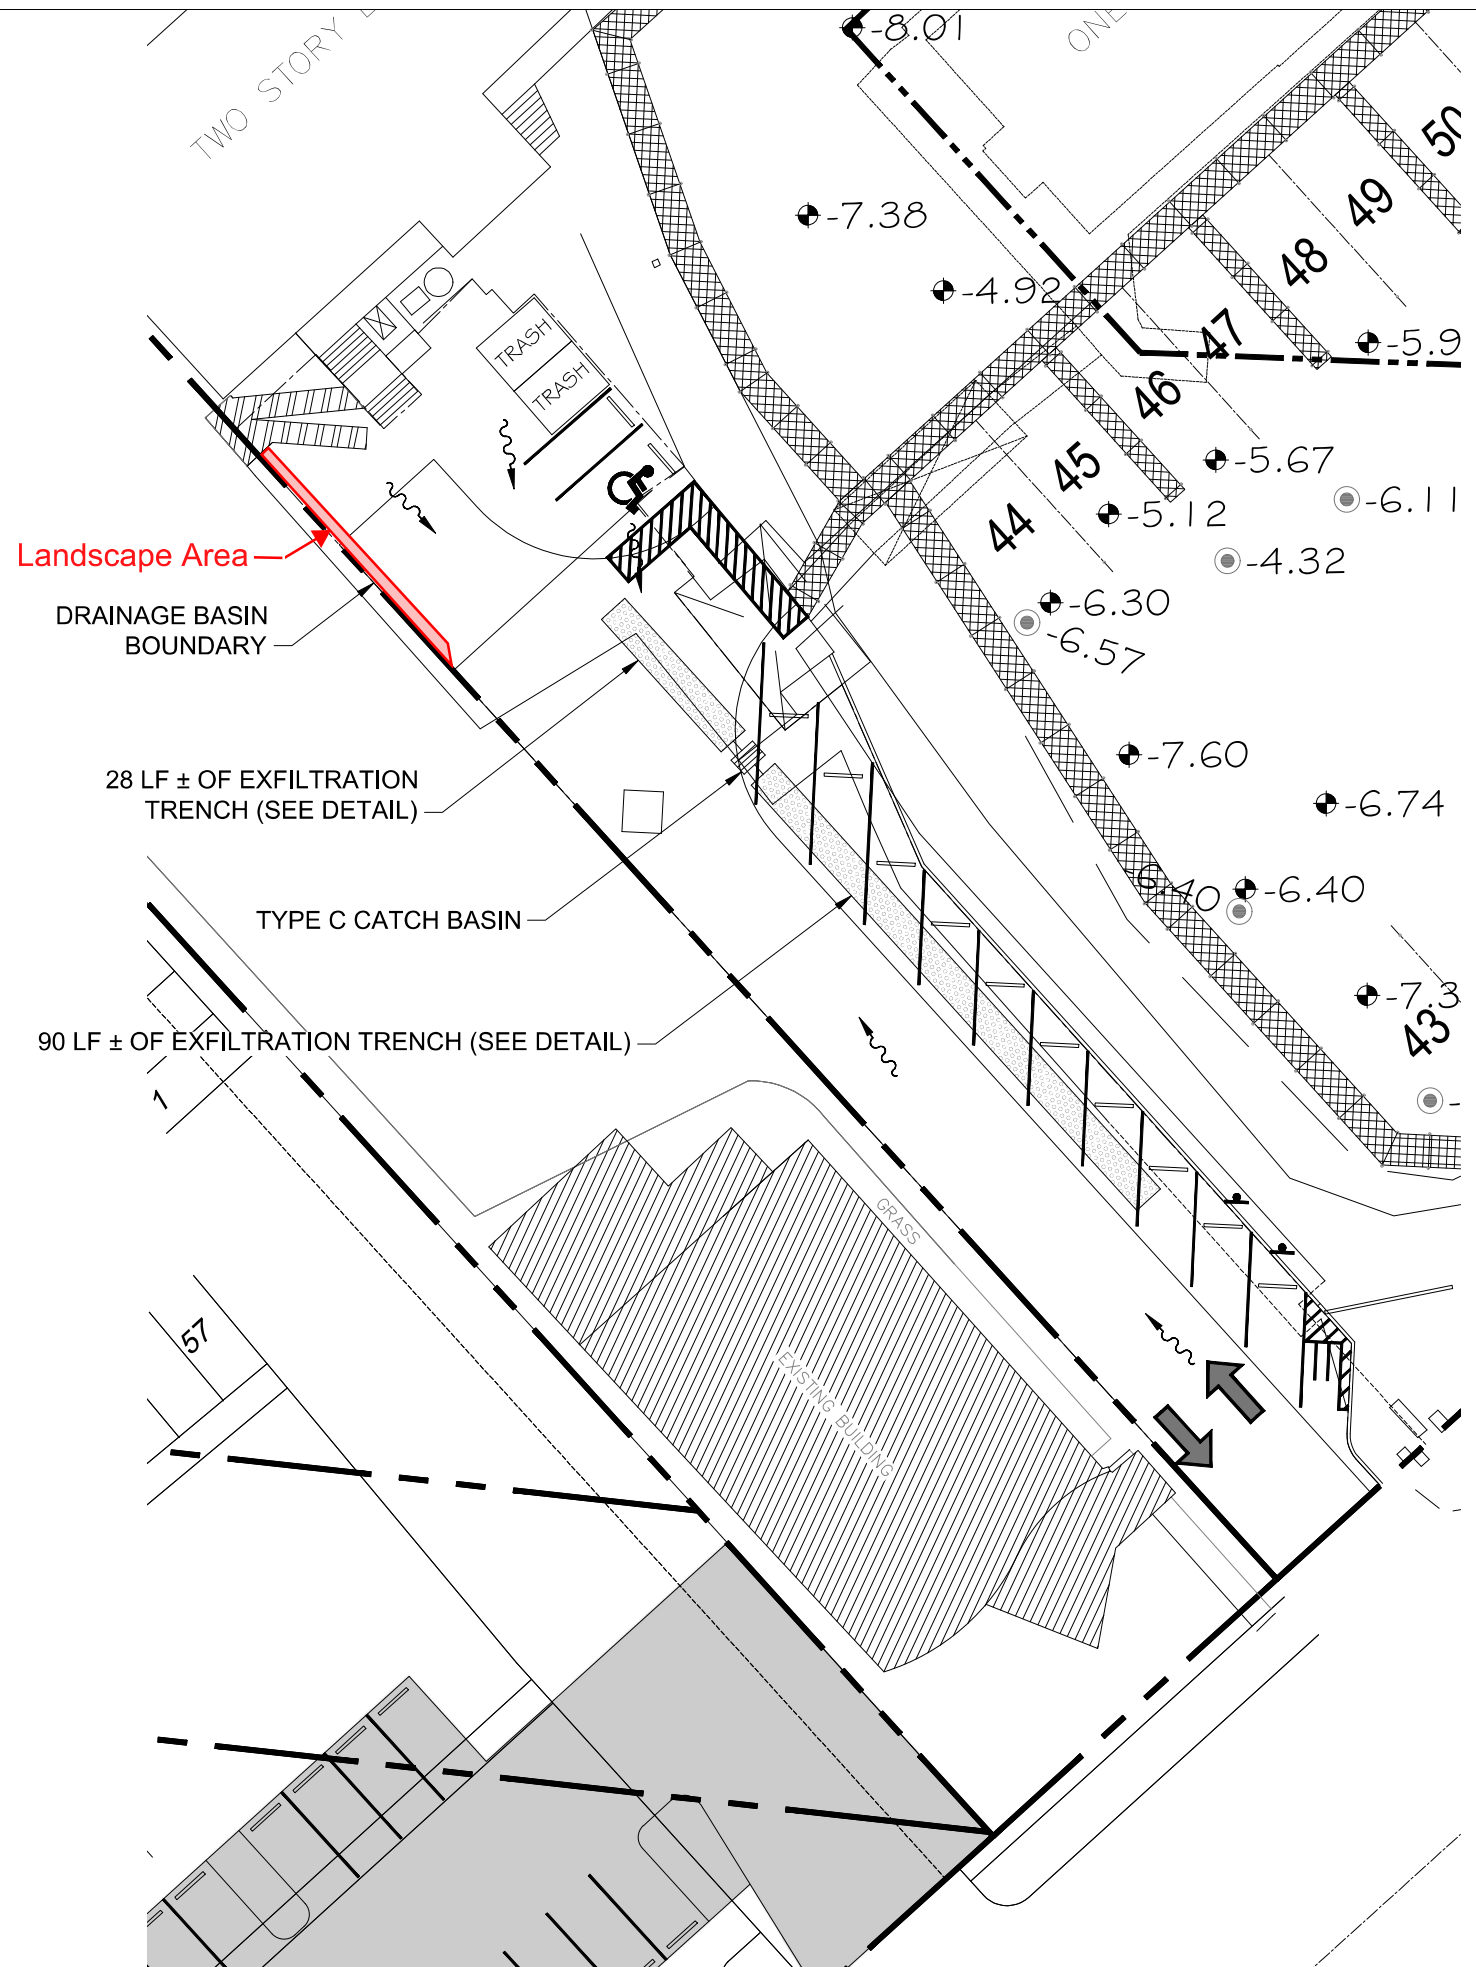 TWO STORY
ONE
-8.01
50
49
48
47
46
45
44
-7.38
-4.92
-5.9
TRASH
TRASH
-5.67
-6.11
-5.12
-4.32
-6.30
-6.57
Landscape Area
DRAINAGE BASIN
BOUNDARY
28 LF ± OF EXFILTRATION
TRENCH (SEE DETAIL)
-7.60
-6.74
6.40
-6.40
TYPE C CATCH BASIN
-7.3
43
90 LF ± OF EXFILTRATION TRENCH (SEE DETAIL)
1
GRASS
57
EXISTING BUILDING